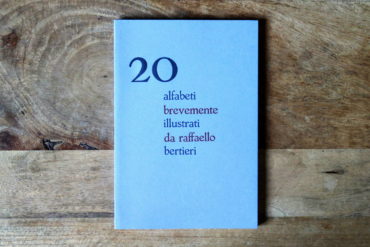 20
alfabeti
brevemente
illustrati
da raffaello
bertieri